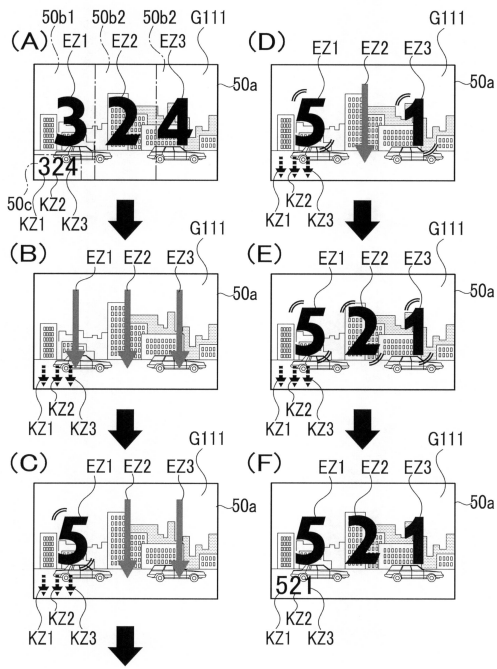 (A)
50b1 50b2 50b2 G111
EZ1 EZ2 EZ3
50a
3 2 4
324
50c
KZ1 KZ2 KZ3
(B)
G111
EZ1 EZ2 EZ3
50a
KZ1 KZ2 KZ3
(C)
G111
EZ1 EZ2 EZ3
50a
5
KZ1 KZ2 KZ3
(D)
G111
EZ1 EZ2 EZ3
50a
5 1
KZ1 KZ2 KZ3
(E)
G111
EZ1 EZ2 EZ3
50a
5 2 1
KZ1 KZ2 KZ3
(F)
G111
EZ1 EZ2 EZ3
50a
5 2 1
521
KZ1 KZ2 KZ3